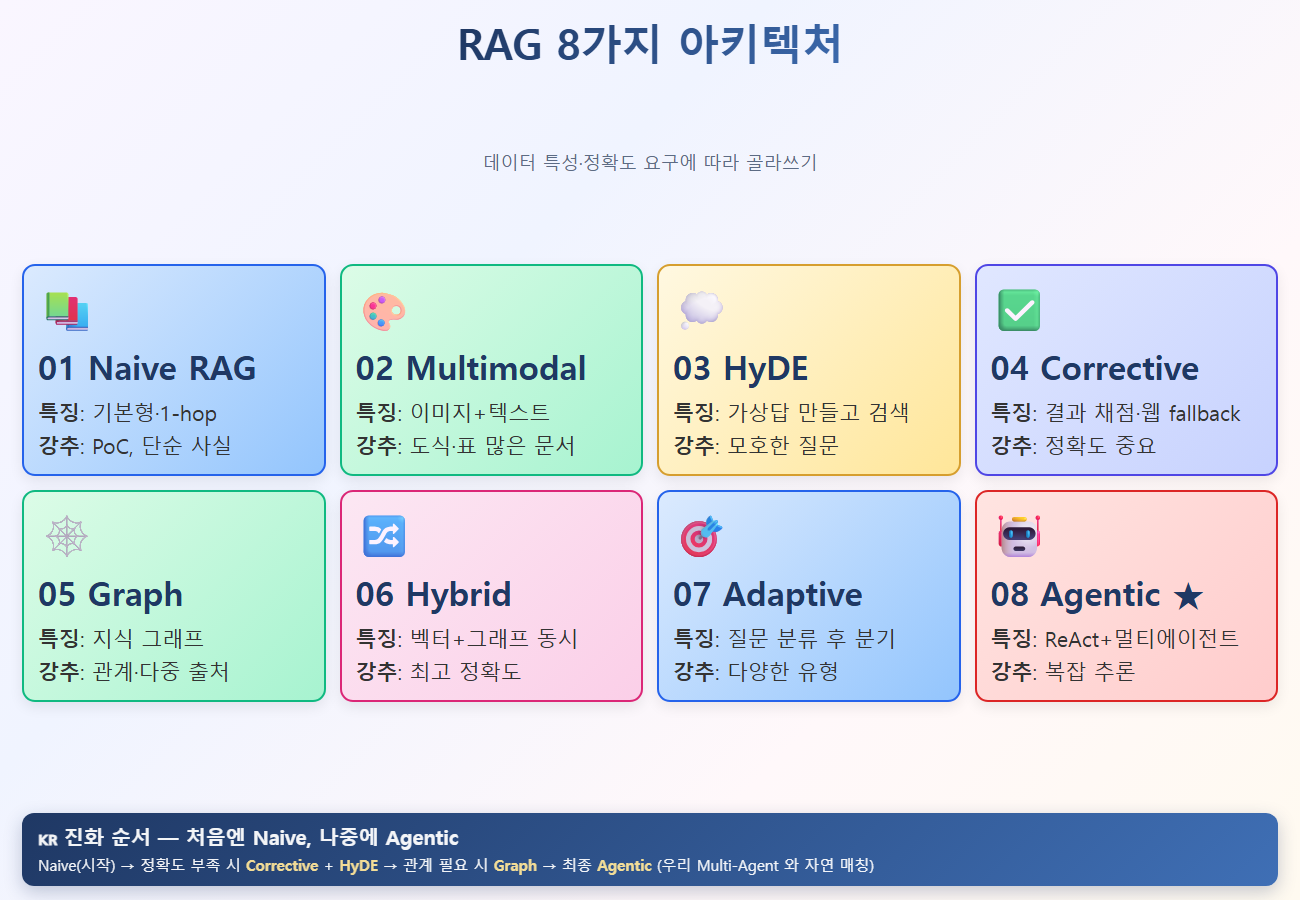 RAG 8가지 아키텍처
데이터 특성·정확도 요구에 따라 골라쓰기
01 Naive RAG
특징: 기본형·1-hop
강추: PoC, 단순 사실
02 Multimodal
특징: 이미지+텍스트
강추: 도식·표 많은 문서
03 HyDE
특징: 가상답 만들고 검색
강추: 모호한 질문
04 Corrective
특징: 결과 채점·웹 fallback
강추: 정확도 중요
05 Graph
특징: 지식 그래프
강추: 관계·다중 출처
06 Hybrid
특징: 벡터+그래프 동시
강추: 최고 정확도
07 Adaptive
특징: 질문 분류 후 분기
강추: 다양한 유형
08 Agentic ★
특징: ReAct+멀티에이전트
강추: 복잡 추론
KR 진화 순서 — 처음엔 Naive, 나중에 Agentic
Naive(시작) → 정확도 부족 시 Corrective + HyDE → 관계 필요 시 Graph → 최종 Agentic (우리 Multi-Agent 와 자연 매칭)